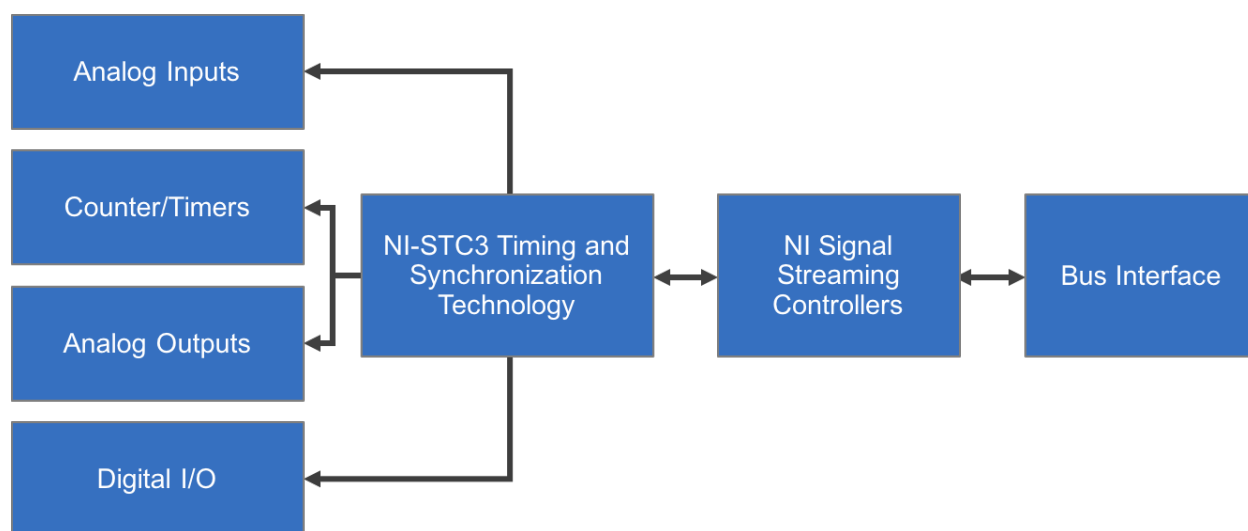 Analog Inputs
Counter/Timers
Analog Outputs
Digital I/O
NI-STC3 Timing and
Synchronization
Technology
NI Signal
Streaming
Controllers
Bus Interface